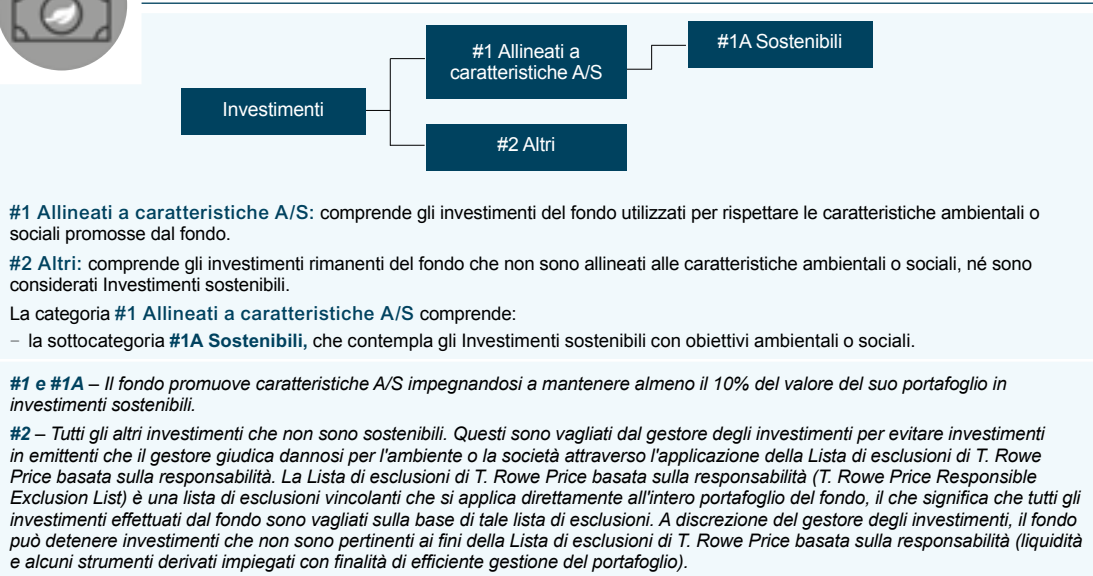 #1 Allineati a
caratteristiche A/S
#1A Sostenibili
Investimenti
#2 Altri
#1 Allineati a caratteristiche A/S: comprende gli investimenti del fondo utilizzati per rispettare le caratteristiche ambientali o
sociali promosse dal fondo.
#2 Altri: comprende gli investimenti rimanenti del fondo che non sono allineati alle caratteristiche ambientali o sociali, né sono
considerati Investimenti sostenibili.
La categoria #1 Allineati a caratteristiche A/S comprende:
– la sottocategoria #1A Sostenibili, che contempla gli Investimenti sostenibili con obiettivi ambientali o sociali.
#1 e #1A – Il fondo promuove caratteristiche A/S impegnandosi a mantenere almeno il 10% del valore del suo portafoglio in
investimenti sostenibili.
#2 – Tutti gli altri investimenti che non sono sostenibili. Questi sono vagliati dal gestore degli investimenti per evitare investimenti
in emittenti che il gestore giudica dannosi per l'ambiente o la società attraverso l'applicazione della Lista di esclusioni di T. Rowe
Price basata sulla responsabilità. La Lista di esclusioni di T. Rowe Price basata sulla responsabilità (T. Rowe Price Responsible
Exclusion List) è una lista di esclusioni vincolanti che si applica direttamente all'intero portafoglio del fondo, il che significa che tutti gli
investimenti effettuati dal fondo sono vagliati sulla base di tale lista di esclusioni. A discrezione del gestore degli investimenti, il fondo
può detenere investimenti che non sono pertinenti ai fini della Lista di esclusioni di T. Rowe Price basata sulla responsabilità (liquidità
e alcuni strumenti derivati impiegati con finalità di efficiente gestione del portafoglio).